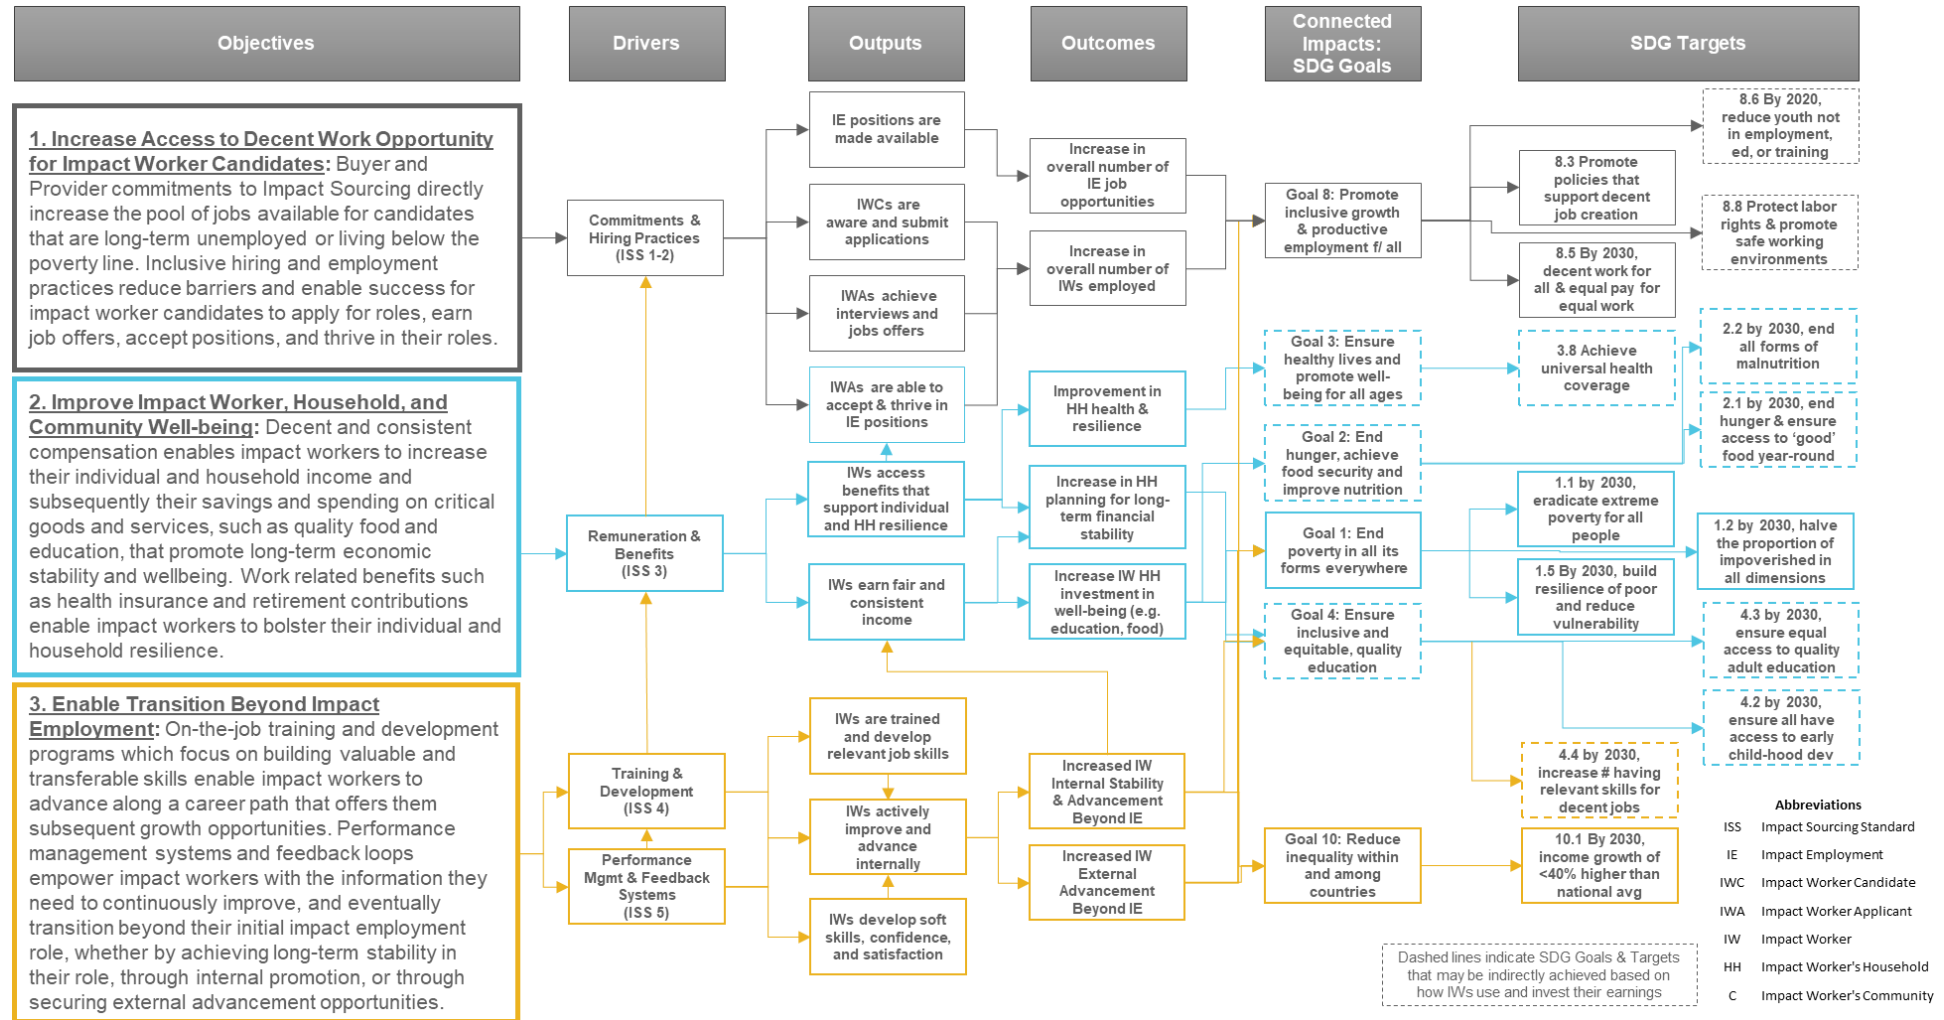 Objectives
Drivers
Outputs
Outcomes
Connected
Impacts:
SDG Goals
SDG Targets
1. Increase Access to Decent Work Opportunity
for Impact Worker Candidates: Buyer and
Provider commitments to Impact Sourcing directly
increase the pool of jobs available for candidates
that are long-term unemployed or living below the
poverty line. Inclusive hiring and employment
practices reduce barriers and enable success for
impact worker candidates to apply for roles, earn
job offers, accept positions, and thrive in their roles.
2. Improve Impact Worker, Household, and
Community Well-being: Decent and consistent
compensation enables impact workers to increase
their individual and household income and
subsequently their savings and spending on critical
goods and services, such as quality food and
education, that promote long-term economic
stability and wellbeing. Work related benefits such
as health insurance and retirement contributions
enable impact workers to bolster their individual and
household resilience.
3. Enable Transition Beyond Impact
Employment: On-the-job training and development
programs which focus on building valuable and
transferable skills enable impact workers to
advance along a career path that offers them
subsequent growth opportunities. Performance
management systems and feedback loops
empower impact workers with the information they
need to continuously improve, and eventually
transition beyond their initial impact employment
role, whether by achieving long-term stability in
their role, through internal promotion, or through
securing external advancement opportunities.
Commitments &
Hiring Practices
(ISS 1-2)
Remuneration &
Benefits
(ISS 3)
Training &
Development
(ISS 4)
Performance
Mgmt & Feedback
Systems
(ISS 5)
IE positions are
made available
IWCs are
aware and submit
applications
IWAs achieve
interviews and
jobs offers
IWAs are able to
accept & thrive in
IE positions
IWs access
benefits that
support individual
and HH resilience
IWs earn fair and
consistent
income
IWs are trained
and develop
relevant job skills
IWs actively
improve and
advance
internally
IWs develop soft
skills, confidence,
and satisfaction
Increase in
overall number of
IE job
opportunities
Increase in
overall number of
IWs employed
Improvement in
HH health &
resilience
Increase in HH
planning for long-
term financial
stability
Increase IW HH
investment in
well-being (e.g.
education, food)
Increased IW
Internal Stability
& Advancement
Beyond IE
Increased IW
External
Advancement
Beyond IE
Goal 8: Promote
inclusive growth
& productive
employment f/ all
Goal 3: Ensure
healthy lives and
promote well-
being for all ages
Goal 2: End
hunger, achieve
food security and
improve nutrition
Goal 1: End
poverty in all its
forms everywhere
Goal 4: Ensure
inclusive and
equitable, quality
education
Goal 10: Reduce
inequality within
and among
countries
8.6 By 2020,
reduce youth not
in employment,
ed, or training
8.3 Promote
policies that
support decent
job creation
8.8 Protect labor
rights & promote
safe working
environments
8.5 By 2030,
decent work for
all & equal pay for
equal work
2.2 by 2030, end
all forms of
malnutrition
3.8 Achieve
universal health
coverage
2.1 by 2030, end
hunger & ensure
access to ‘good’
food year-round
1.1 by 2030,
eradicate extreme
poverty for all
people
1.2 by 2030, halve
the proportion of
impoverished in
all dimensions
1.5 By 2030, build
resilience of poor
and reduce
vulnerability
4.3 by 2030,
ensure equal
access to quality
adult education
4.2 by 2030,
ensure all have
access to early
child-hood dev
4.4 by 2030,
increase # having
relevant skills for
decent jobs
10.1 By 2030,
income growth of
<40% higher than
national avg
Dashed lines indicate SDG Goals & Targets
that may be indirectly achieved based on
how IWs use and invest their earnings
Abbreviations
ISS Impact Sourcing Standard
IE Impact Employment
IWC Impact Worker Candidate
IWA Impact Worker Applicant
IW Impact Worker
HH Impact Worker's Household
C Impact Worker's Community